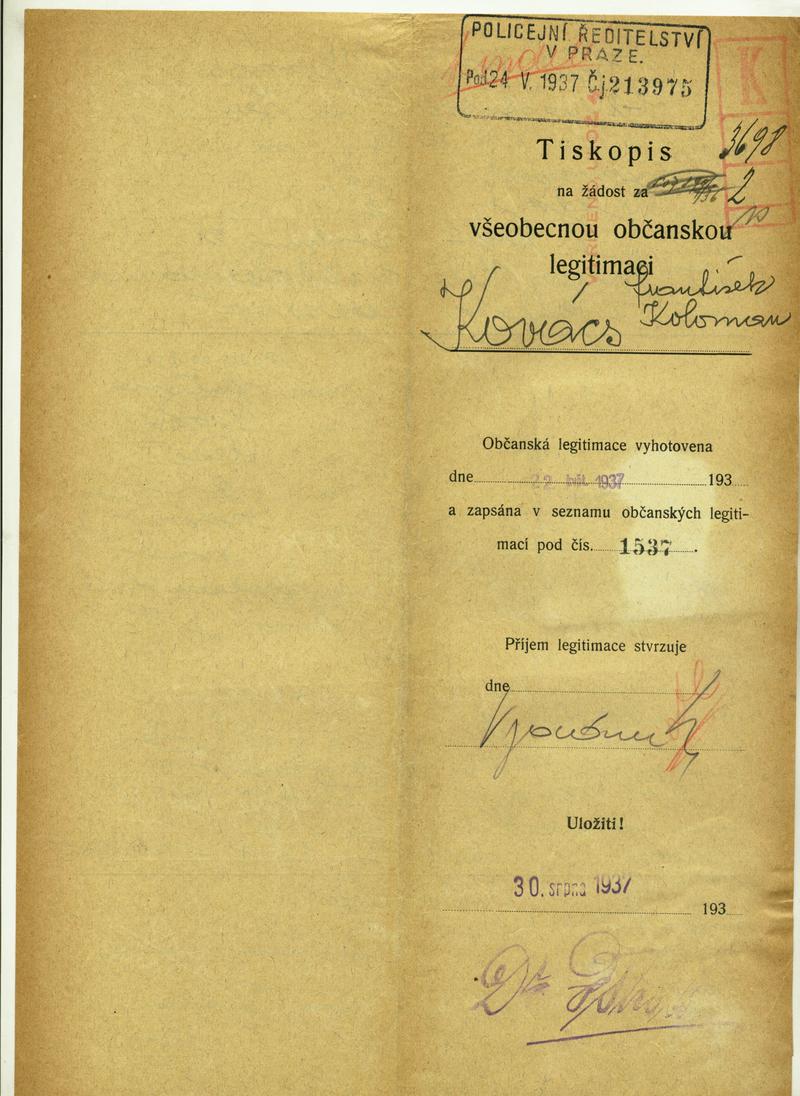 POLICEJNÍ ŘEDITELSTVÍ
V PRAZE.
Pod. 24 V. 1937 Č.j. 213975
K
Tiskopis
3698
na žádost za
2
všeobecnou občanskou
legitimaci
František
Kovács Koloman
Občanská legitimace vyhotovena
dne 193
a zapsána v seznamu občanských legiti-
mací pod čís. 1537.
Příjem legitimace stvrzuje
dne
Uložiti!
30. srpna 1937
193